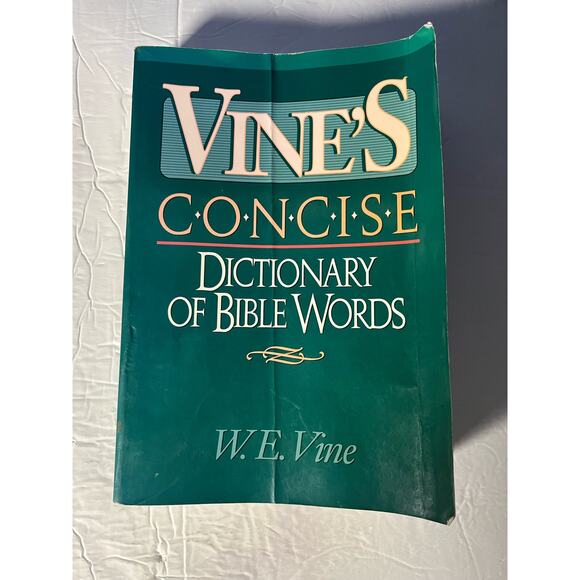 VINE'S
C·O·N·C·I·S·E
DICTIONARY
OF BIBLE WORDS
W. E. Vine